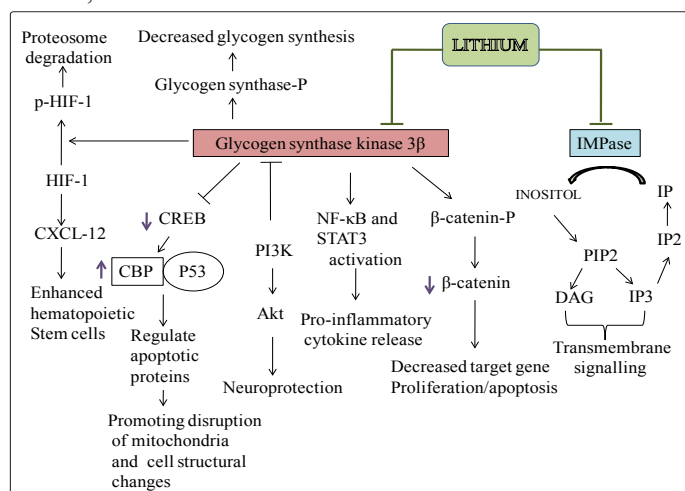 Proteosome
degradation
Decreased glycogen synthesis
LITHIUM
Glycogen synthase-P
p-HIF-1
Glycogen synthase kinase 3β
IMPase
HIF-1
CREB
NF-κB and
STAT3
activation
β-catenin-P
INOSITOL
IP
CXCL-12
PI3K
IP2
CBP
P53
PIP2
β-catenin
Enhanced
hematopoietic
Stem cells
Akt
DAG
IP3
Pro-inflammatory
cytokine release
Regulate
apoptotic
proteins
Transmembrane
signalling
Neuroprotection
Decreased target gene
Proliferation/apoptosis
Promoting disruption
of mitochondria
and cell structural
changes